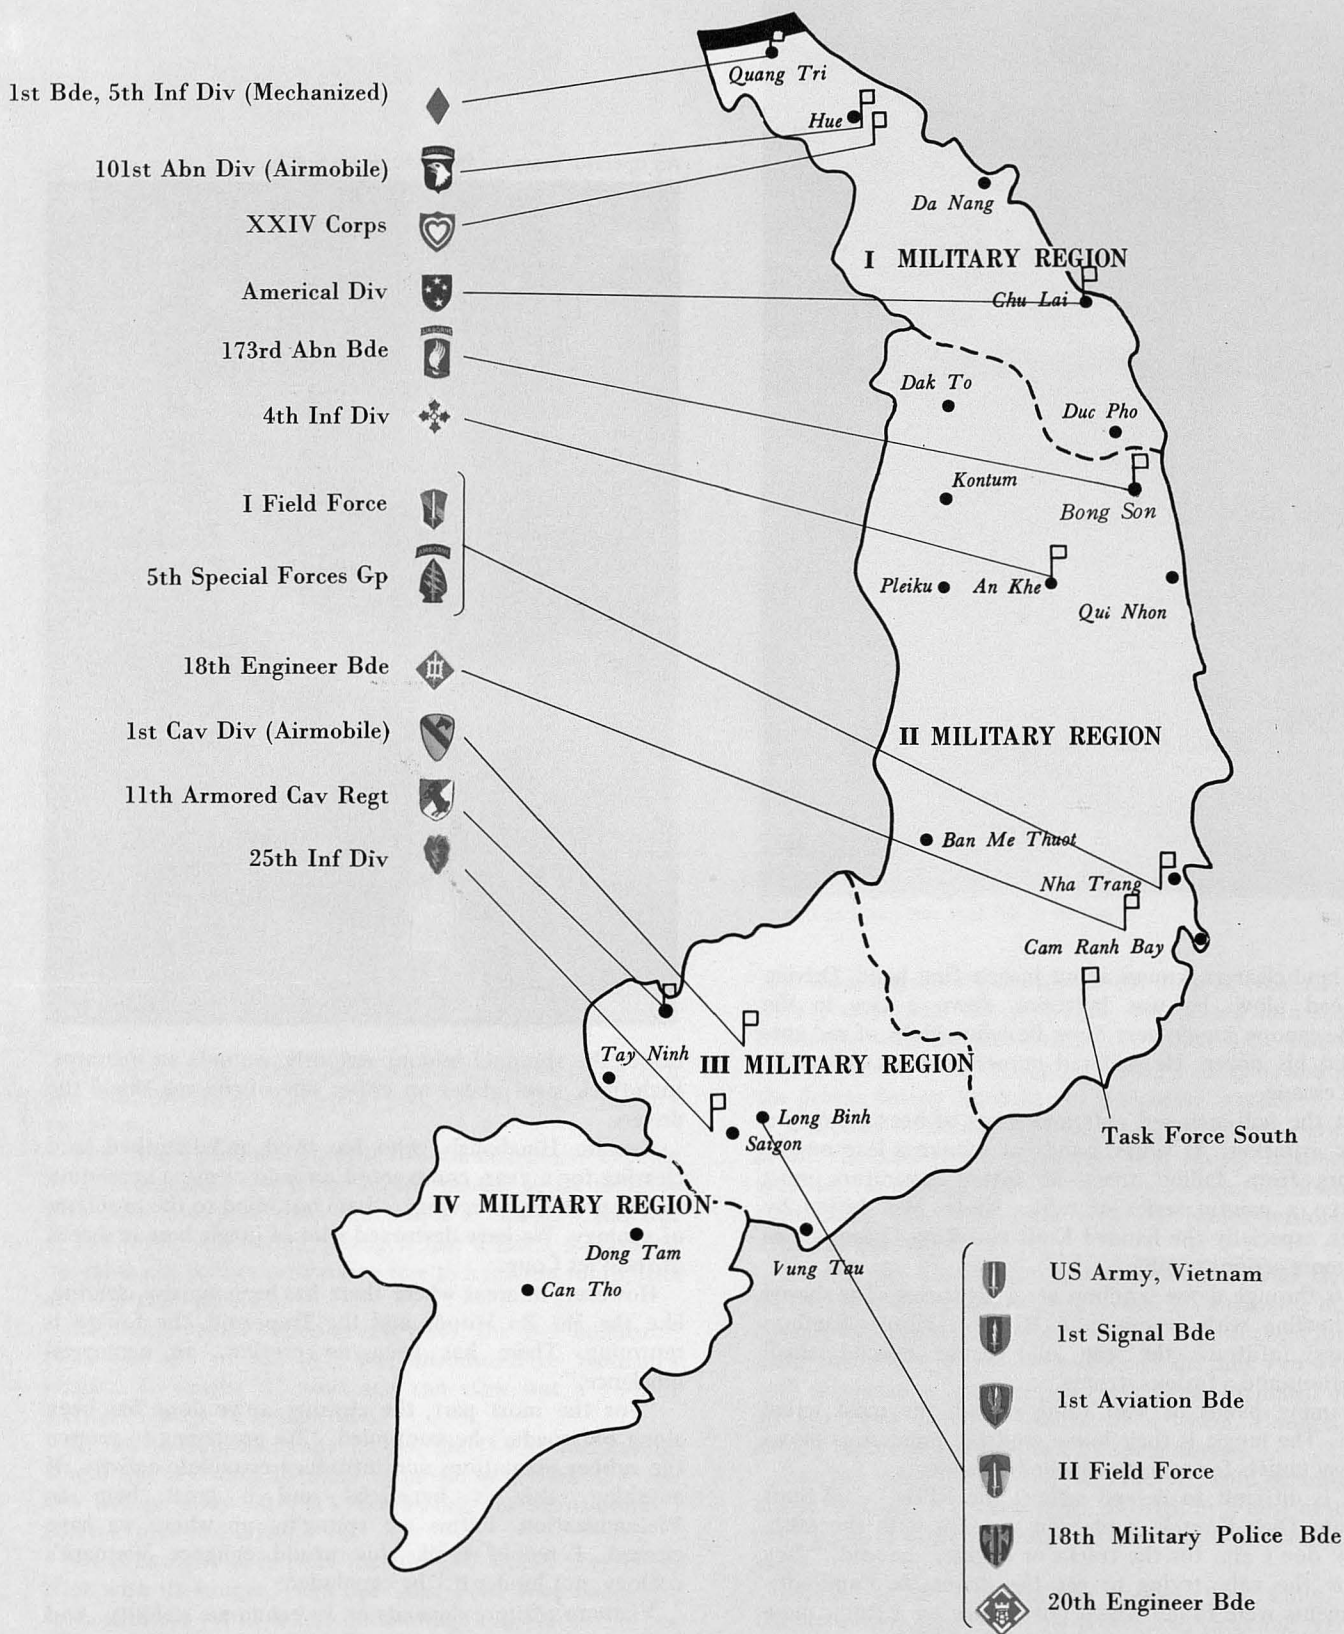 1st Bde, 5th Inf Div (Mechanized)
101st Abn Div (Airmobile)
XXIV Corps
Americal Div
173rd Abn Bde
4th Inf Div
I Field Force
5th Special Forces Gp
18th Engineer Bde
1st Cav Div (Airmobile)
11th Armored Cav Regt
25th Inf Div
AIRBORNE
AIRBORNE
Quang Tri
Hue
Da Nang
I MILITARY REGION
Chu Lai
Dak To
Duc Pho
Kontum
Bong Son
Pleiku
An Khe
Qui Nhon
II MILITARY REGION
Ban Me Thuot
Nha Trang
Cam Ranh Bay
Tay Ninh
III MILITARY REGION
Long Binh
Saigon
Task Force South
IV MILITARY REGION
Dong Tam
Can Tho
Vung Tau
US Army, Vietnam
1st Signal Bde
1st Aviation Bde
II Field Force
18th Military Police Bde
20th Engineer Bde